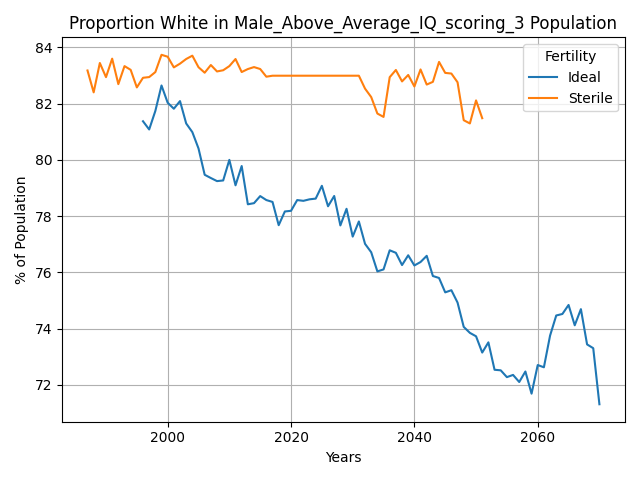 Proportion White in Male_Above_Average_IQ_scoring_3 Population
84
82
80
78
76
74
72
% of Population
2000
2020
2040
2060
Years
Fertility
Ideal
Sterile